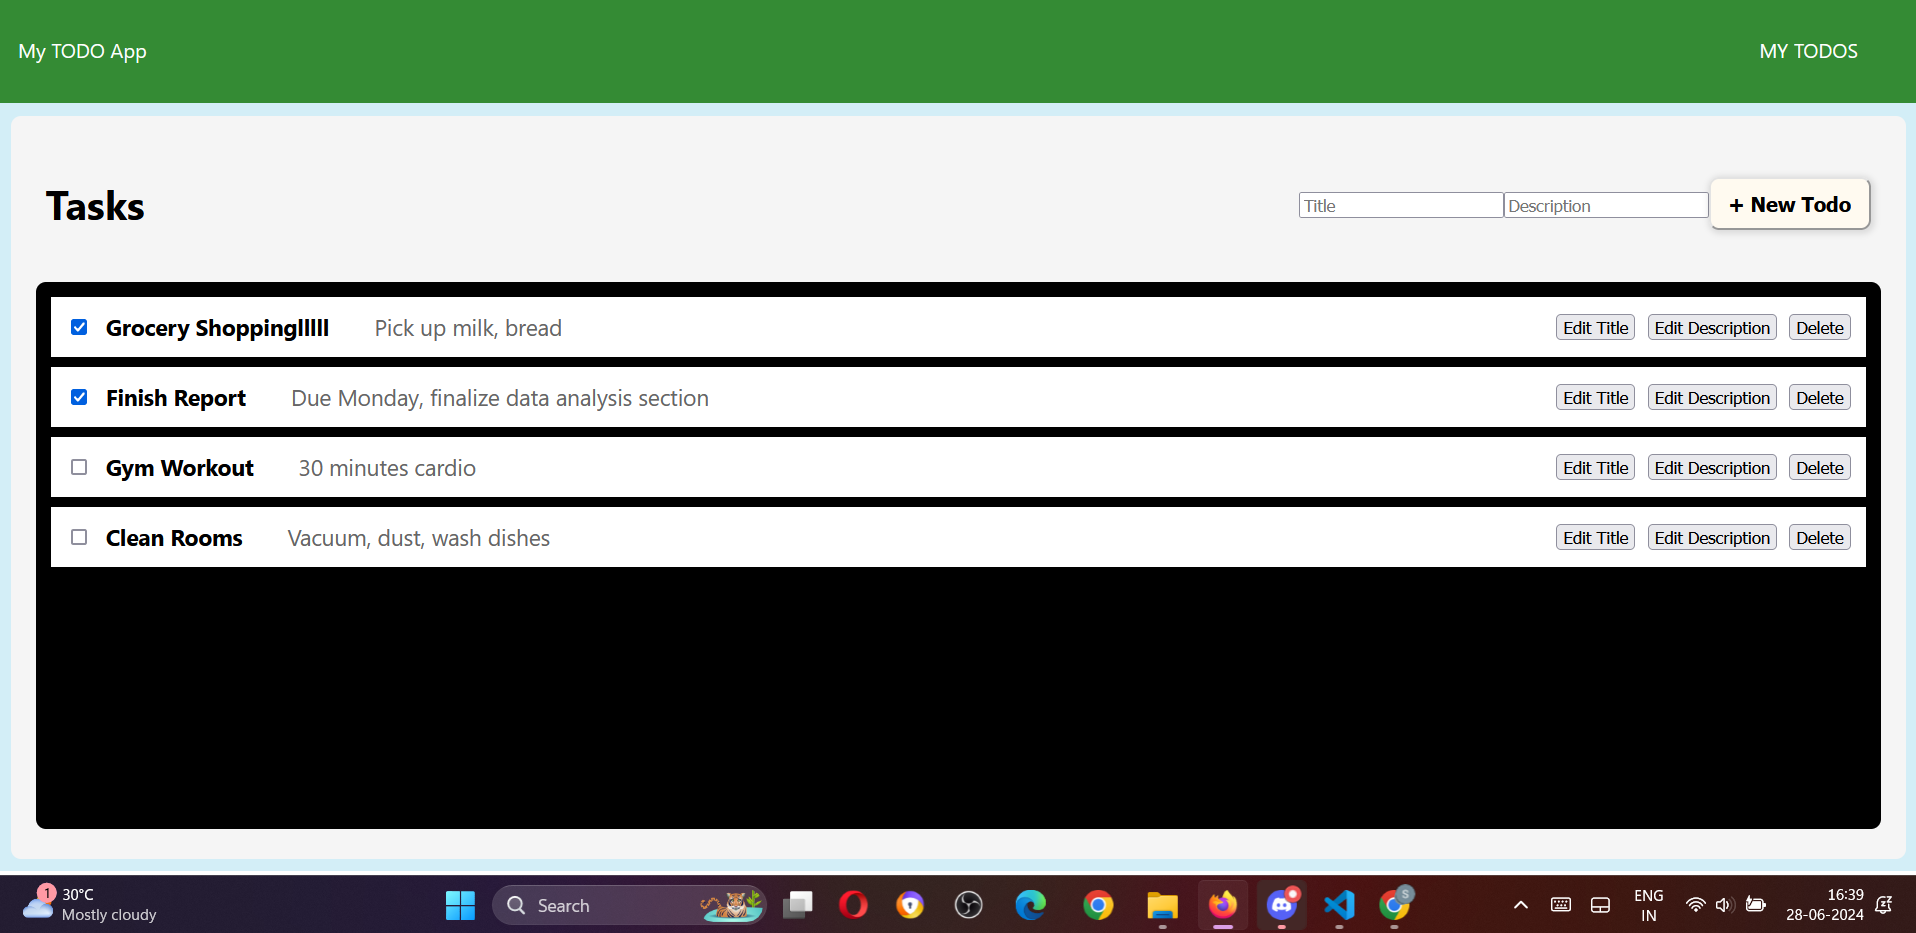 My TODO App
MY TODOS
Tasks
Title
Description
+ New Todo
Grocery Shoppinglllll Pick up milk, bread Edit Title Edit Description Delete
Finish Report Due Monday, finalize data analysis section Edit Title Edit Description Delete
Gym Workout 30 minutes cardio Edit Title Edit Description Delete
Clean Rooms Vacuum, dust, wash dishes Edit Title Edit Description Delete
1
30°C
Mostly cloudy
Search
S
ENG
IN
16:39
28-06-2024